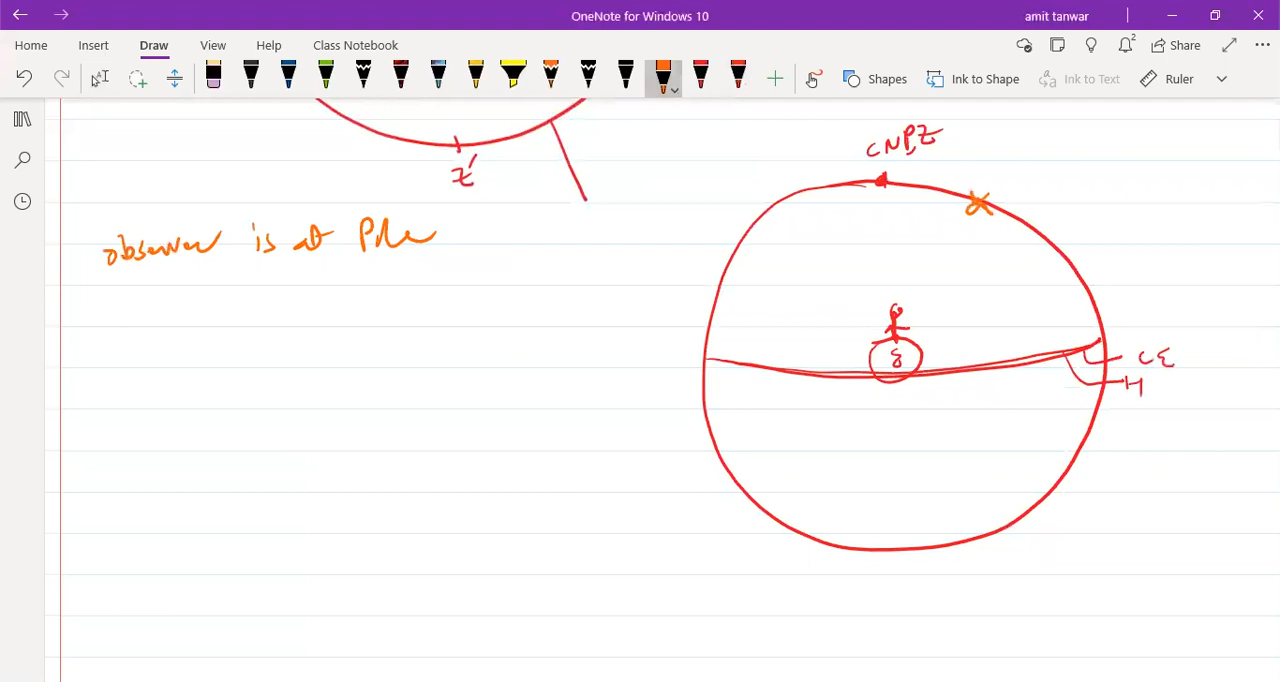 OneNote for Windows 10
amit tanwar
Home Insert Draw View Help Class Notebook
Share
Shapes
Ink to Shape
Ink to Text
Ruler
CNP,Z
Z'
observer is at Pole
CE
H